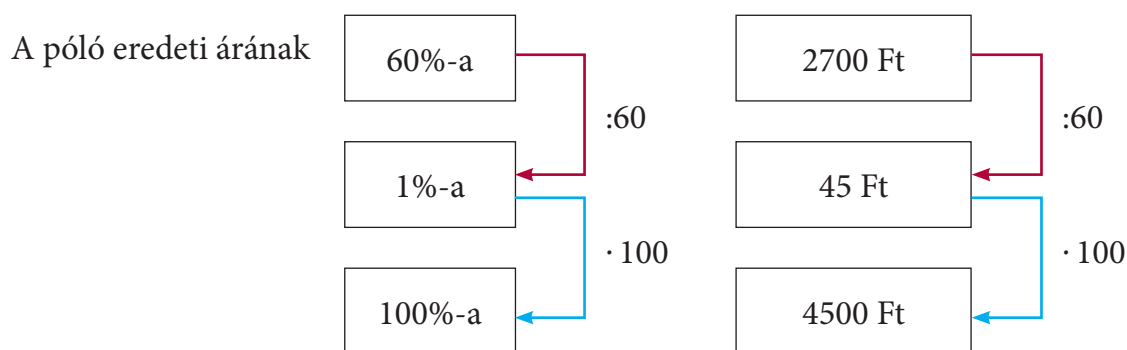 A póló eredeti árának 60%-a 2700 Ft
:60 :60
1%-a 45 Ft
· 100 · 100
100%-a 4500 Ft